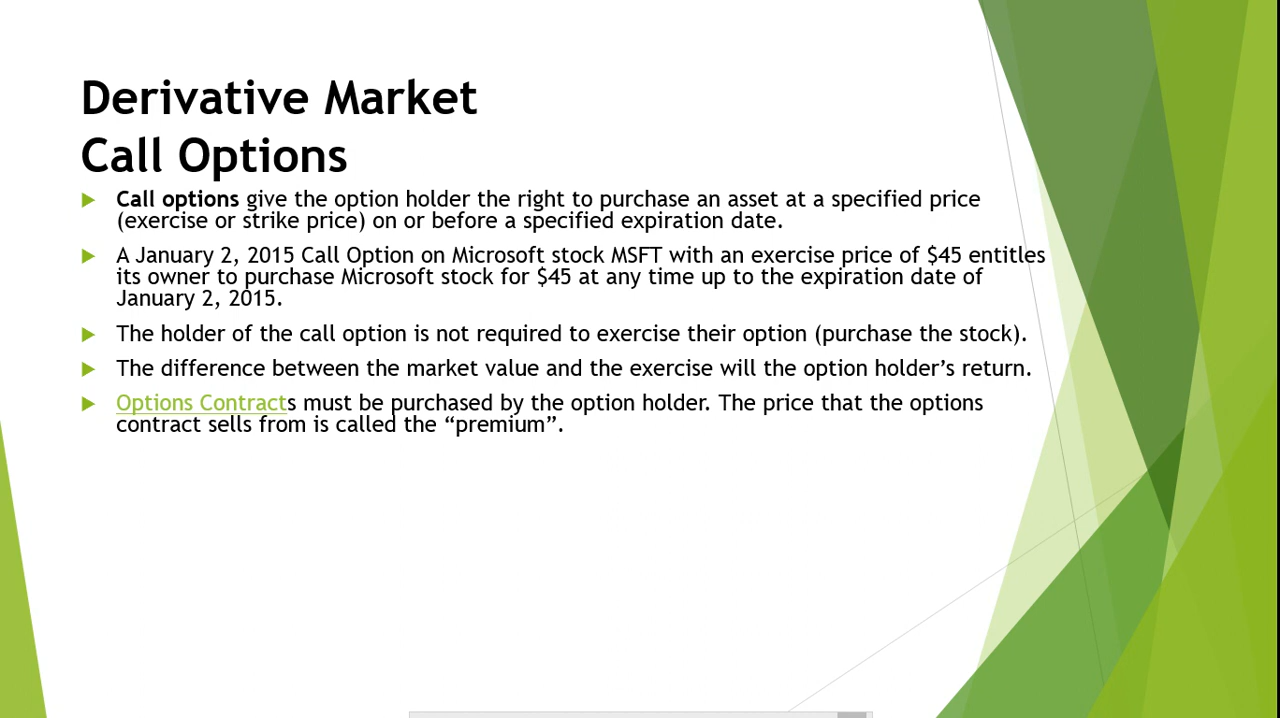 Derivative Market
Call Options
Call options give the option holder the right to purchase an asset at a specified price
(exercise or strike price) on or before a specified expiration date.
A January 2, 2015 Call Option on Microsoft stock MSFT with an exercise price of $45 entitles
its owner to purchase Microsoft stock for $45 at any time up to the expiration date of
January 2, 2015.
The holder of the call option is not required to exercise their option (purchase the stock).
The difference between the market value and the exercise will the option holder’s return.
Options Contracts must be purchased by the option holder. The price that the options
contract sells from is called the “premium”.